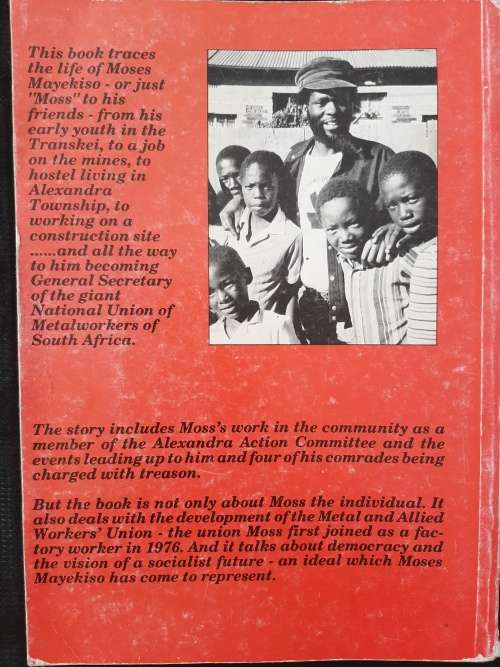 This book traces
the life of Moses
Mayekiso - or just
"Moss" to his
friends - from his
early youth in the
Transkei, to a job
on the mines, to
hostel living in
Alexandra
Township, to
working on a
construction site
......and all the way
to him becoming
General Secretary
of the giant
National Union of
Metalworkers of
South Africa.
The story includes Moss's work in the community as a
member of the Alexandra Action Committee and the
events leading up to him and four of his comrades being
charged with treason.
But the book is not only about Moss the individual. It
also deals with the development of the Metal and Allied
Workers' Union - the union Moss first joined as a fac-
tory worker in 1976. And it talks about democracy and
the vision of a socialist future - an ideal which Moses
Mayekiso has come to represent.